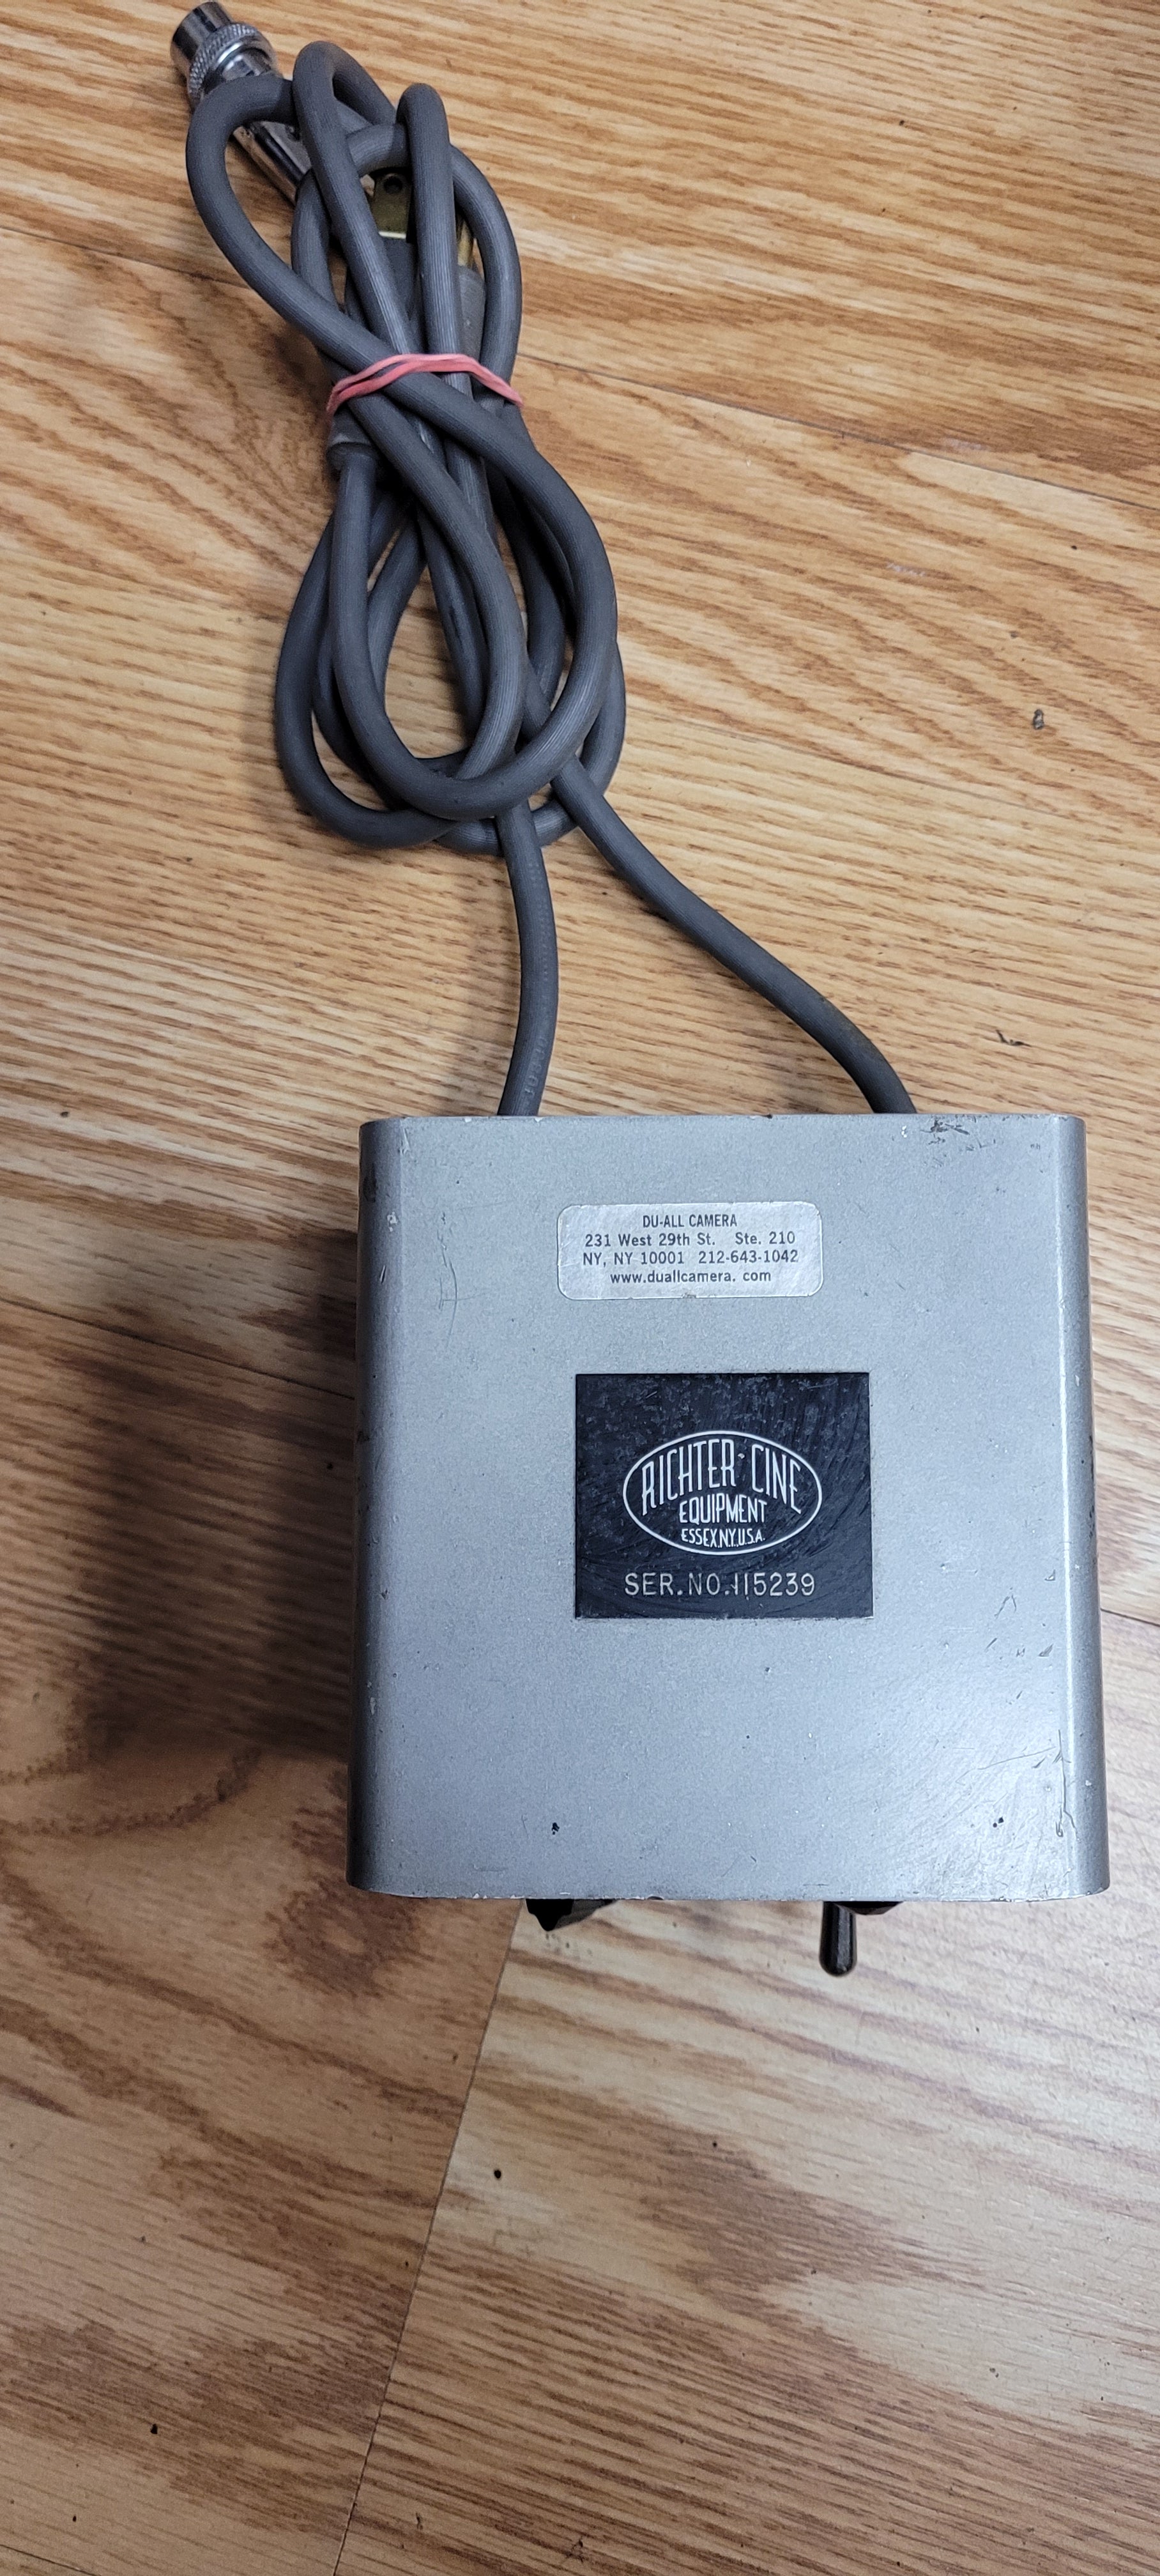 DU-ALL CAMERA
231 West 29th St. Ste. 210
NY, NY 10001 212-643-1042
www.duallcamera. com
RICHTER CINE
EQUIPMENT
ESSEX.N.Y.U.S.A.
SER.NO.115239